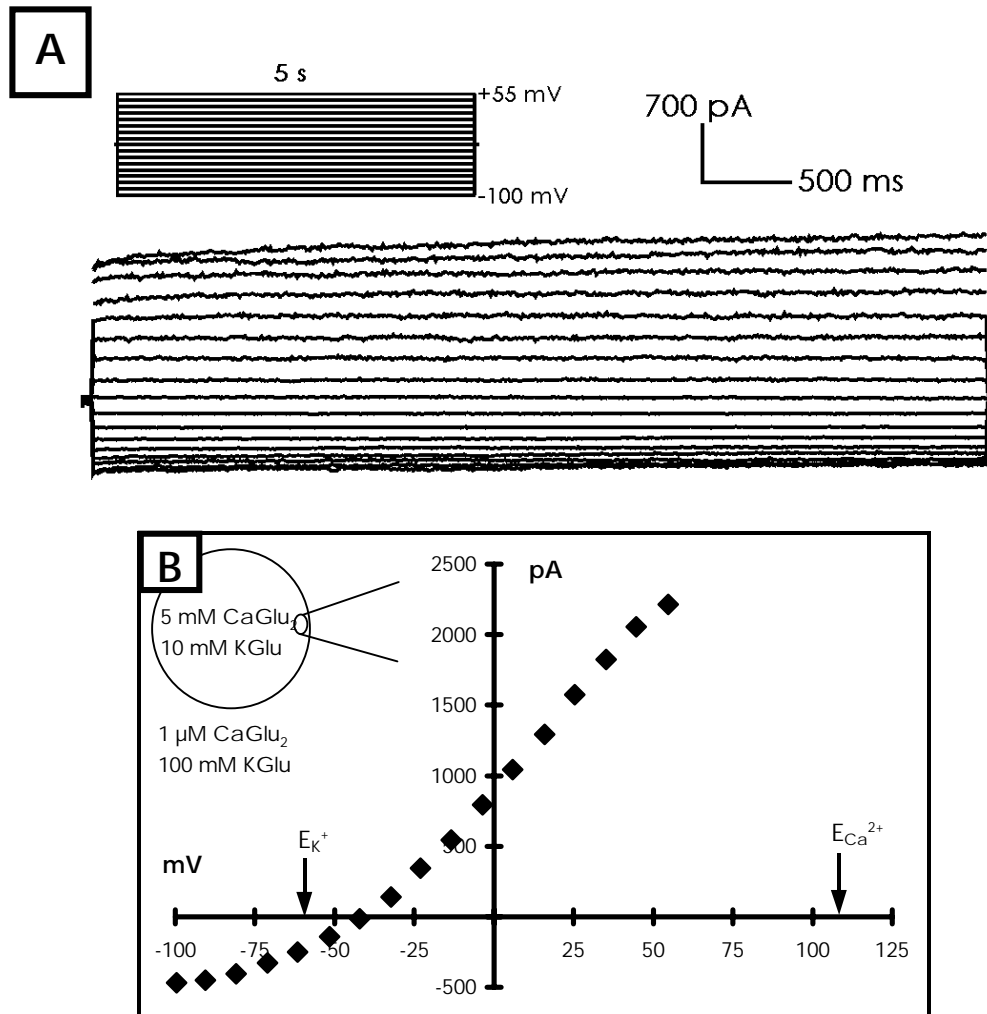 A
5 s
+55 mV
-100 mV
700 pA
500 ms
B
pA
2500
2000
1500
1000
500
-500
5 mM CaGlu₂
10 mM KGlu
1 µM CaGlu₂
100 mM KGlu
mV
E_K⁺
E_Ca²⁺
-100 -75 -50 -25 25 50 75 100 125